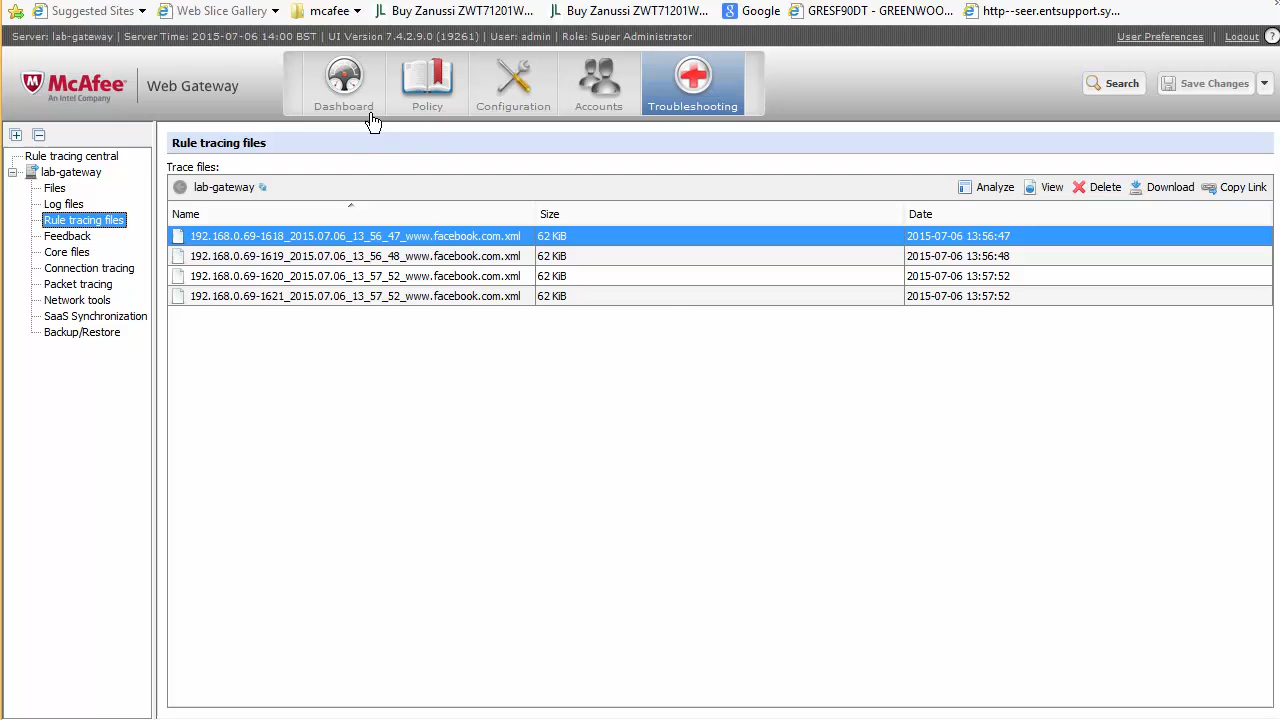 Suggested Sites Web Slice Gallery mcafee Buy Zanussi ZWT71201W... Buy Zanussi ZWT71201W... Google GRESF90DT - GREENWOO... http--seer.entsupport.sy...
Server: lab-gateway | Server Time: 2015-07-06 14:00 BST | UI Version 7.4.2.9.0 (19261) | User: admin | Role: Super Administrator User Preferences Logout ?
McAfee An Intel Company Web Gateway
Dashboard Policy Configuration Accounts Troubleshooting
Search Save Changes
Rule tracing central
lab-gateway
Files
Log files
Rule tracing files
Feedback
Core files
Connection tracing
Packet tracing
Network tools
SaaS Synchronization
Backup/Restore
Rule tracing files
Trace files:
lab-gateway Analyze View Delete Download Copy Link
Name Size Date
192.168.0.69-1618_2015.07.06_13_56_47_www.facebook.com.xml 62 KiB 2015-07-06 13:56:47
192.168.0.69-1619_2015.07.06_13_56_48_www.facebook.com.xml 62 KiB 2015-07-06 13:56:48
192.168.0.69-1620_2015.07.06_13_57_52_www.facebook.com.xml 62 KiB 2015-07-06 13:57:52
192.168.0.69-1621_2015.07.06_13_57_52_www.facebook.com.xml 62 KiB 2015-07-06 13:57:52